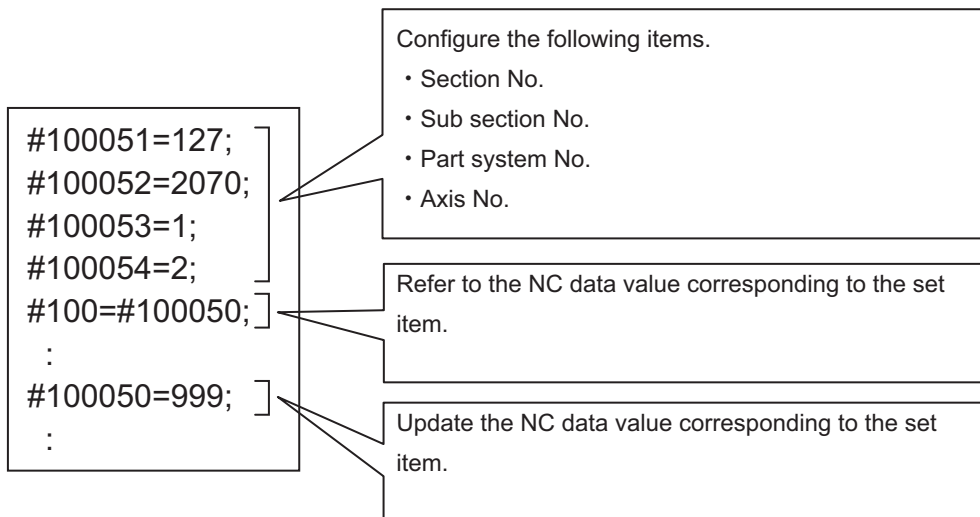 #100051=127;
#100052=2070;
#100053=1;
#100054=2;
#100=#100050;
:
#100050=999;
:
Configure the following items.
・Section No.
・Sub section No.
・Part system No.
・Axis No.
Refer to the NC data value corresponding to the set
item.
Update the NC data value corresponding to the set
item.